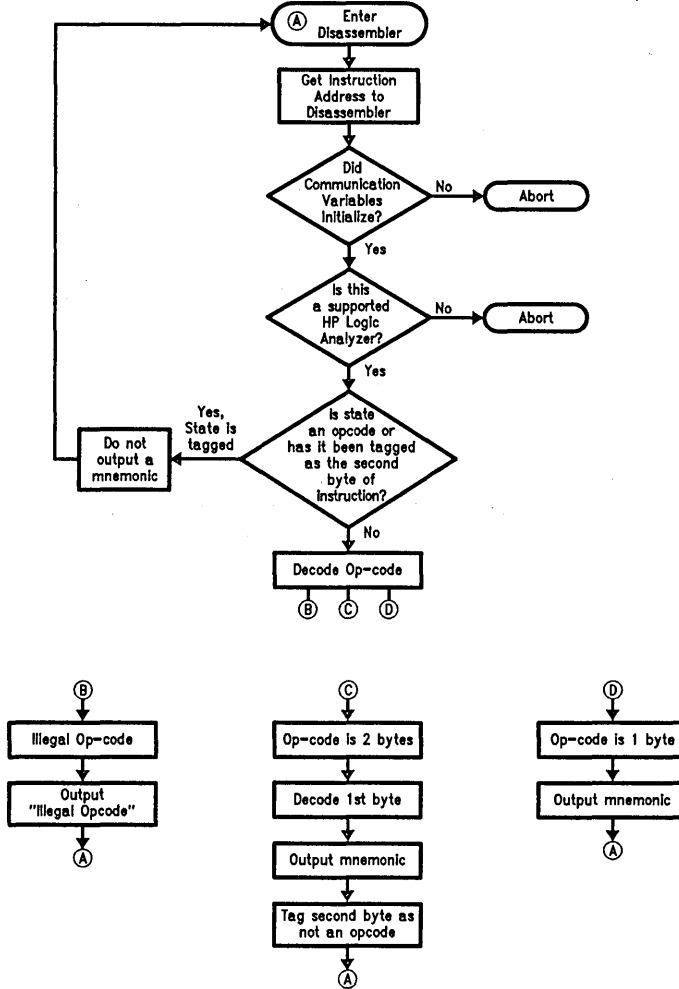 A Enter
Disassembler
Get Instruction
Address to
Disassembler
Did
Communication
Variables
Initialize?
No
Abort
Yes
Is this
a supported
HP Logic
Analyzer?
No
Abort
Yes
Is state
an opcode or
has it been tagged
as the second
byte of
instruction?
Yes,
State is
tagged
Do not
output a
mnemonic
No
Decode Op-code
B C D
B
Illegal Op-code
Output
"Illegal Opcode"
A
C
Op-code is 2 bytes
Decode 1st byte
Output mnemonic
Tag second byte as
not an opcode
A
D
Op-code is 1 byte
Output mnemonic
A